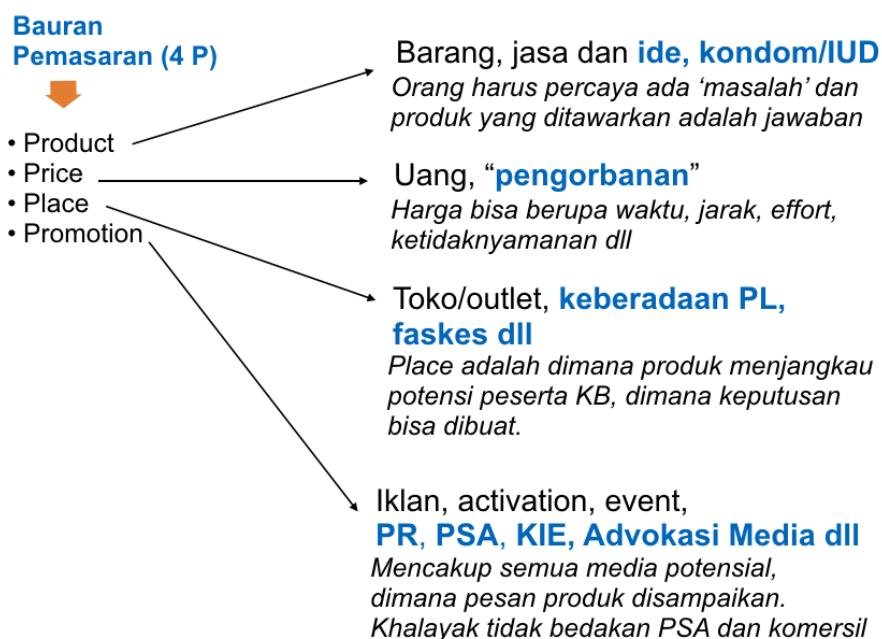 Bauran
Pemasaran (4 P)
• Product
• Price
• Place
• Promotion
Barang, jasa dan ide, kondom/IUD
Orang harus percaya ada ‘masalah’ dan
produk yang ditawarkan adalah jawaban
Uang, “pengorbanan”
Harga bisa berupa waktu, jarak, effort,
ketidaknyamanan dll
Toko/outlet, keberadaan PL,
faskes dll
Place adalah dimana produk menjangkau
potensi peserta KB, dimana keputusan
bisa dibuat.
Iklan, activation, event,
PR, PSA, KIE, Advokasi Media dll
Mencakup semua media potensial,
dimana pesan produk disampaikan.
Khalayak tidak bedakan PSA dan komersil